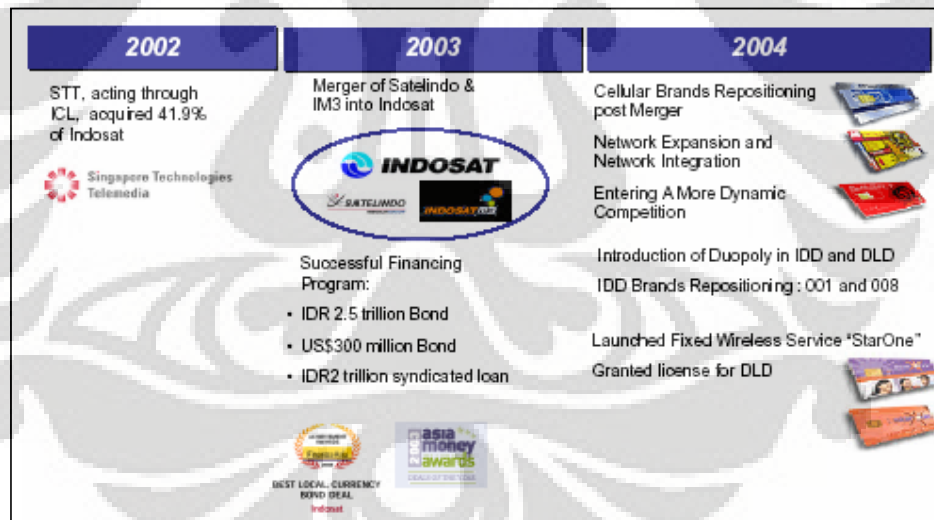 2002
STT, acting through
ICL, acquired 41.9%
of Indosat
Singapore Technologies
Telemedia
2003
Merger of Satelindo &
IM3 into Indosat
INDOSAT
SATELINDO
INDOSAT IM3
Successful Financing
Program:
• IDR 2.5 trillion Bond
• US$300 million Bond
• IDR2 trillion syndicated loan
BEST LOCAL CURRENCY
BOND DEAL
Indosat
2003
asia
money
awards
2004
Cellular Brands Repositioning
post Merger
Network Expansion and
Network Integration
Entering A More Dynamic
Competition
Introduction of Duopoly in IDD and DLD
IDD Brands Repositioning : 001 and 008
Launched Fixed Wireless Service "StarOne"
Granted license for DLD